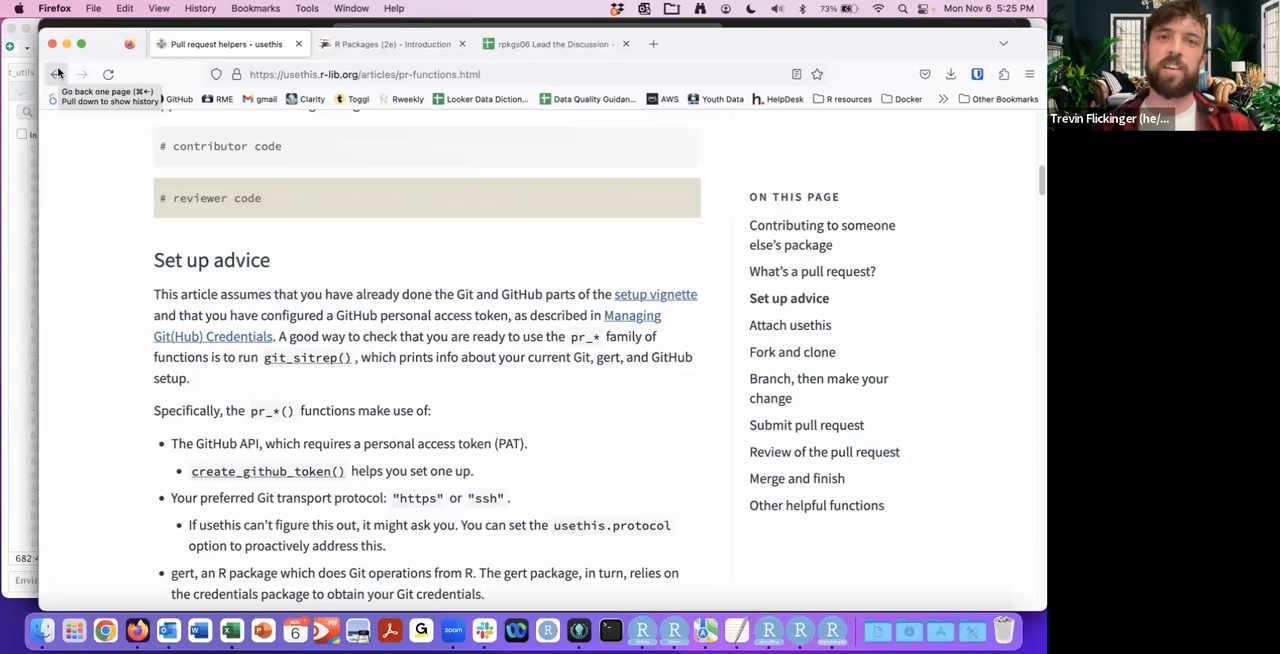 Firefox File Edit View History Bookmarks Tools Window Help 73% Mon Nov 6 5:25 PM
Pull request helpers • usethis R Packages (2e) - Introduction rpkgs06 Lead the Discussion -
https://usethis.r-lib.org/articles/pr-functions.html
Go back one page (⌘←)
Pull down to show history
GitHub RME gmail Clarity Toggl Rweekly Looker Data Diction... Data Quality Guidan... AWS Youth Data HelpDesk R resources Docker Other Bookmarks
Trevin Flickinger (he/...
# contributor code
# reviewer code
Set up advice
This article assumes that you have already done the Git and GitHub parts of the setup vignette
and that you have configured a GitHub personal access token, as described in Managing
Git(Hub) Credentials. A good way to check that you are ready to use the pr_* family of
functions is to run git_sitrep(), which prints info about your current Git, gert, and GitHub
setup.
Specifically, the pr_*() functions make use of:
• The GitHub API, which requires a personal access token (PAT).
• create_github_token() helps you set one up.
• Your preferred Git transport protocol: "https" or "ssh".
• If usethis can't figure this out, it might ask you. You can set the usethis.protocol
option to proactively address this.
• gert, an R package which does Git operations from R. The gert package, in turn, relies on
the credentials package to obtain your Git credentials.
ON THIS PAGE
Contributing to someone
else's package
What's a pull request?
Set up advice
Attach usethis
Fork and clone
Branch, then make your
change
Submit pull request
Review of the pull request
Merge and finish
Other helpful functions
682:
Envir
zoom